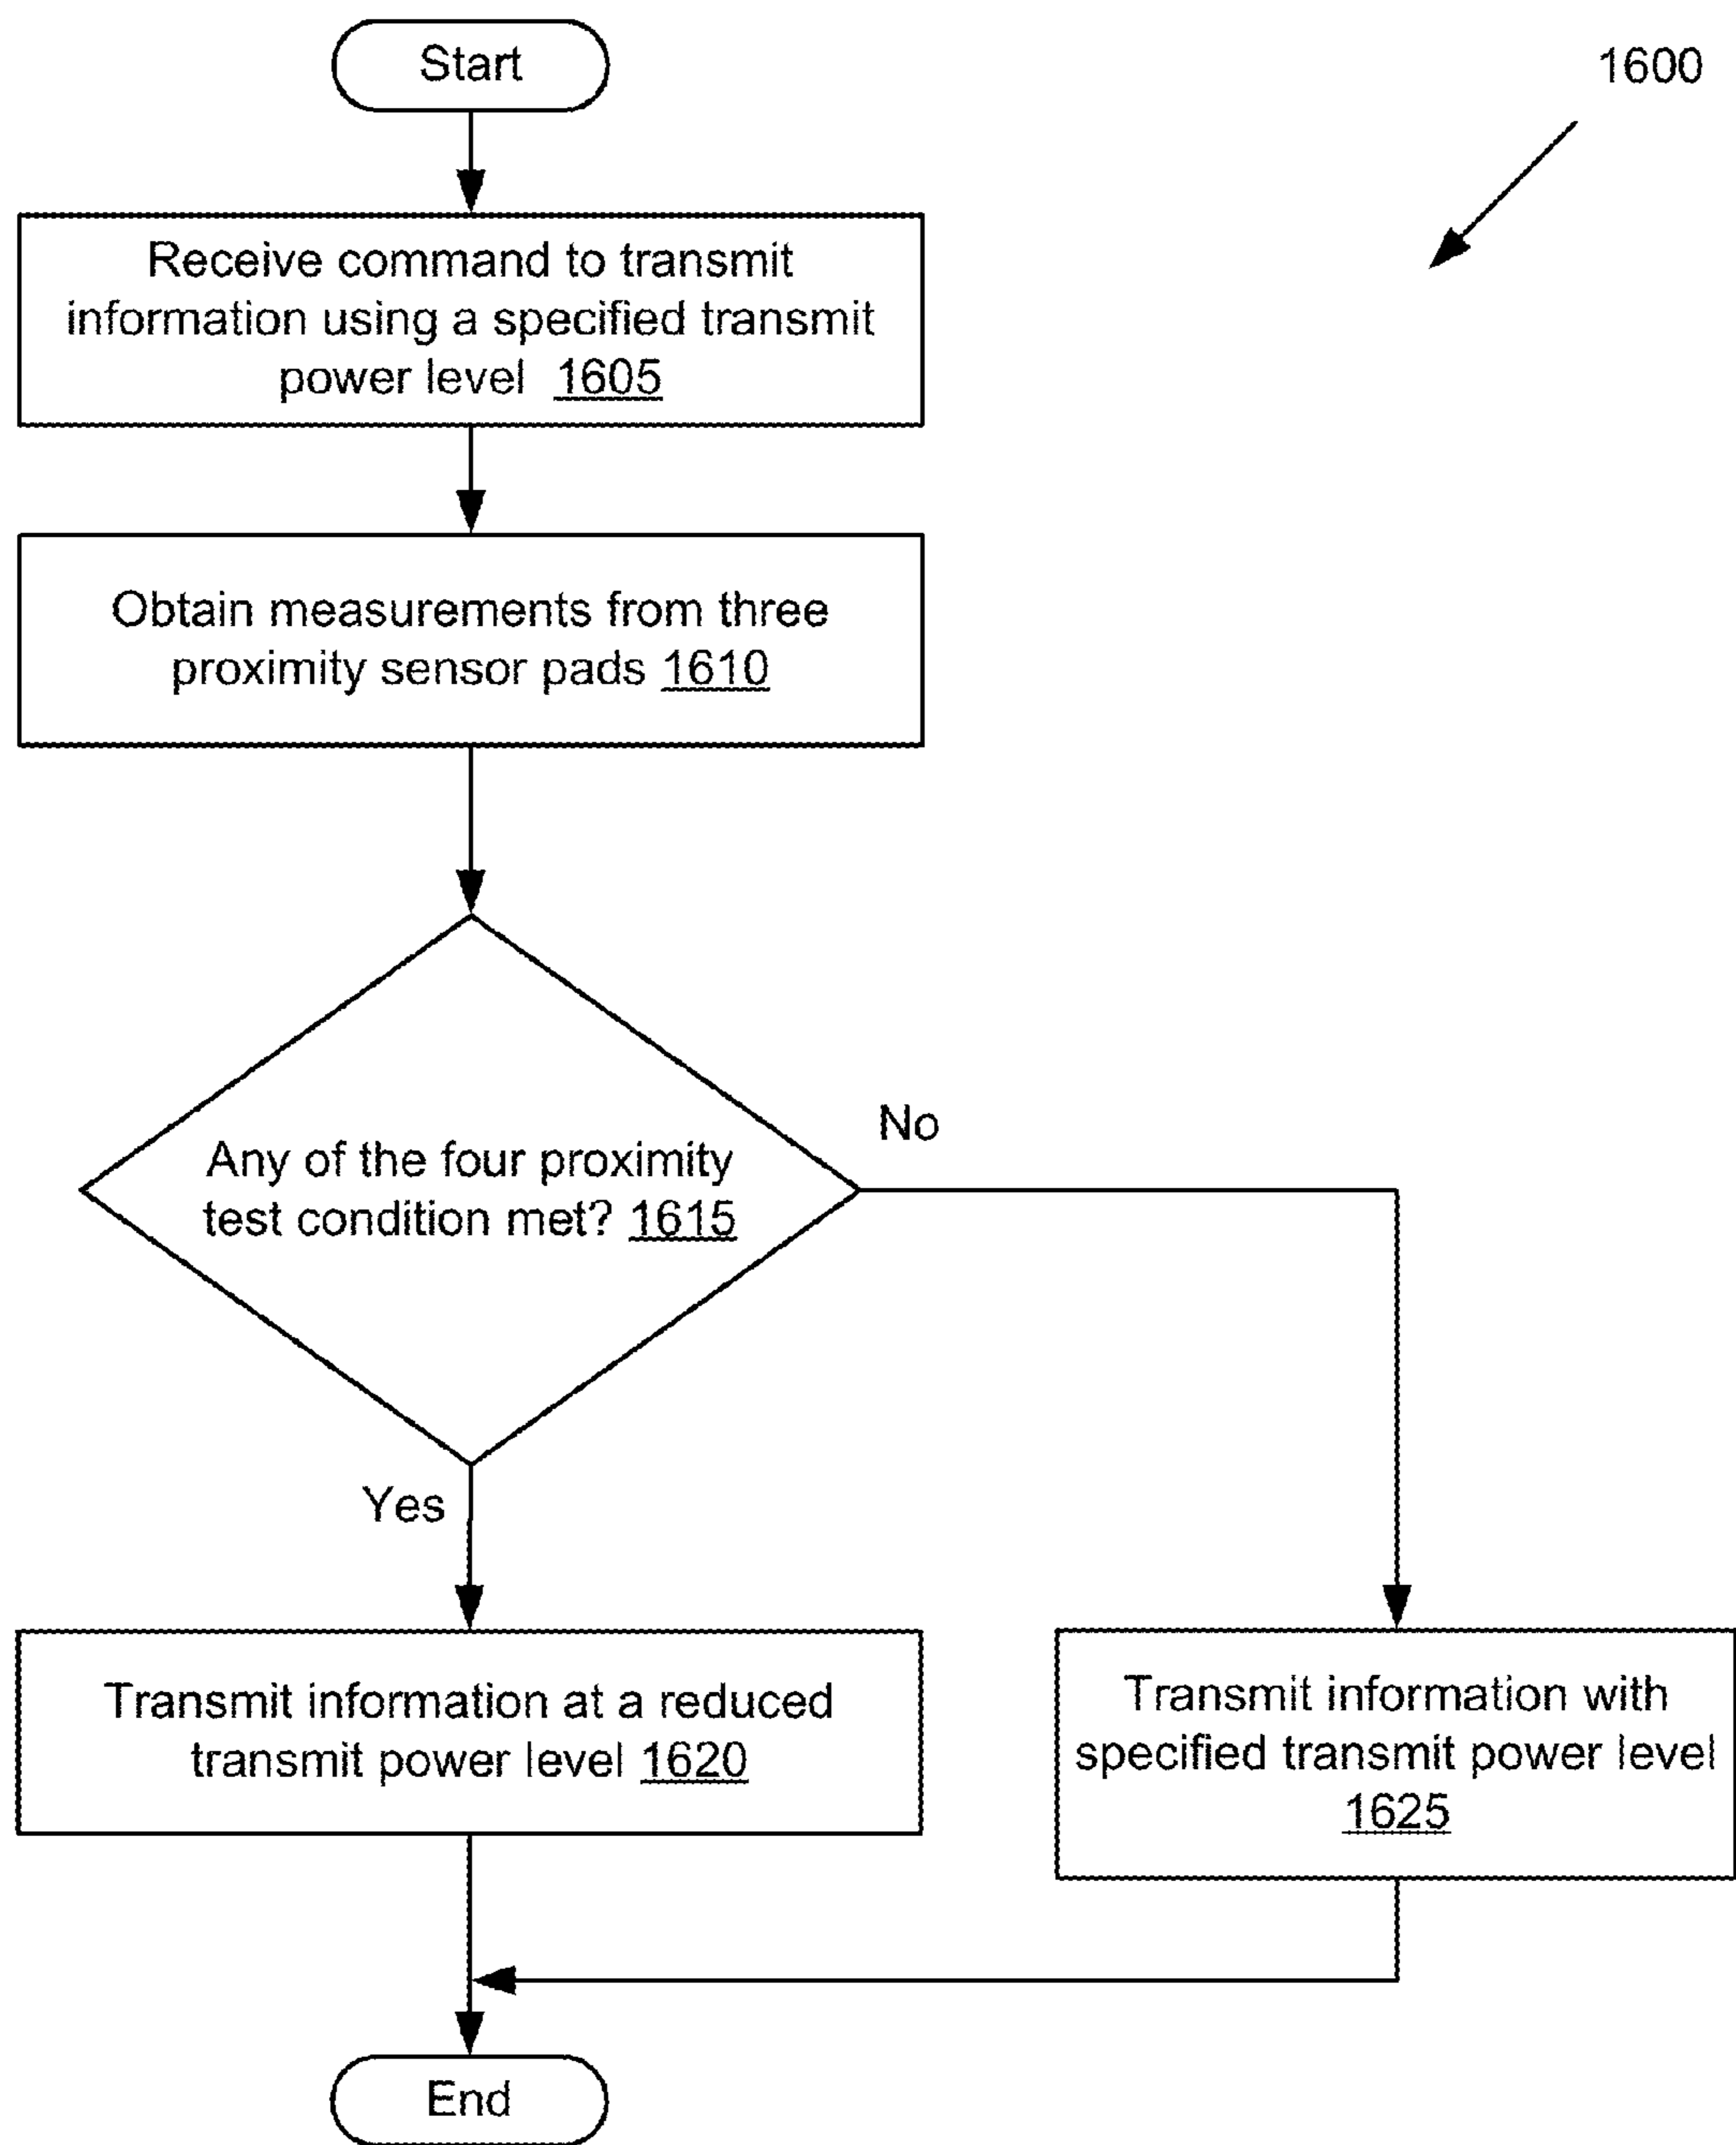 Start
1600
Receive command to transmit
information using a specified transmit
power level 1605
Obtain measurements from three
proximity sensor pads 1610
Any of the four proximity
test condition met? 1615
No
Yes
Transmit information at a reduced
transmit power level 1620
Transmit information with
specified transmit power level
1625
End